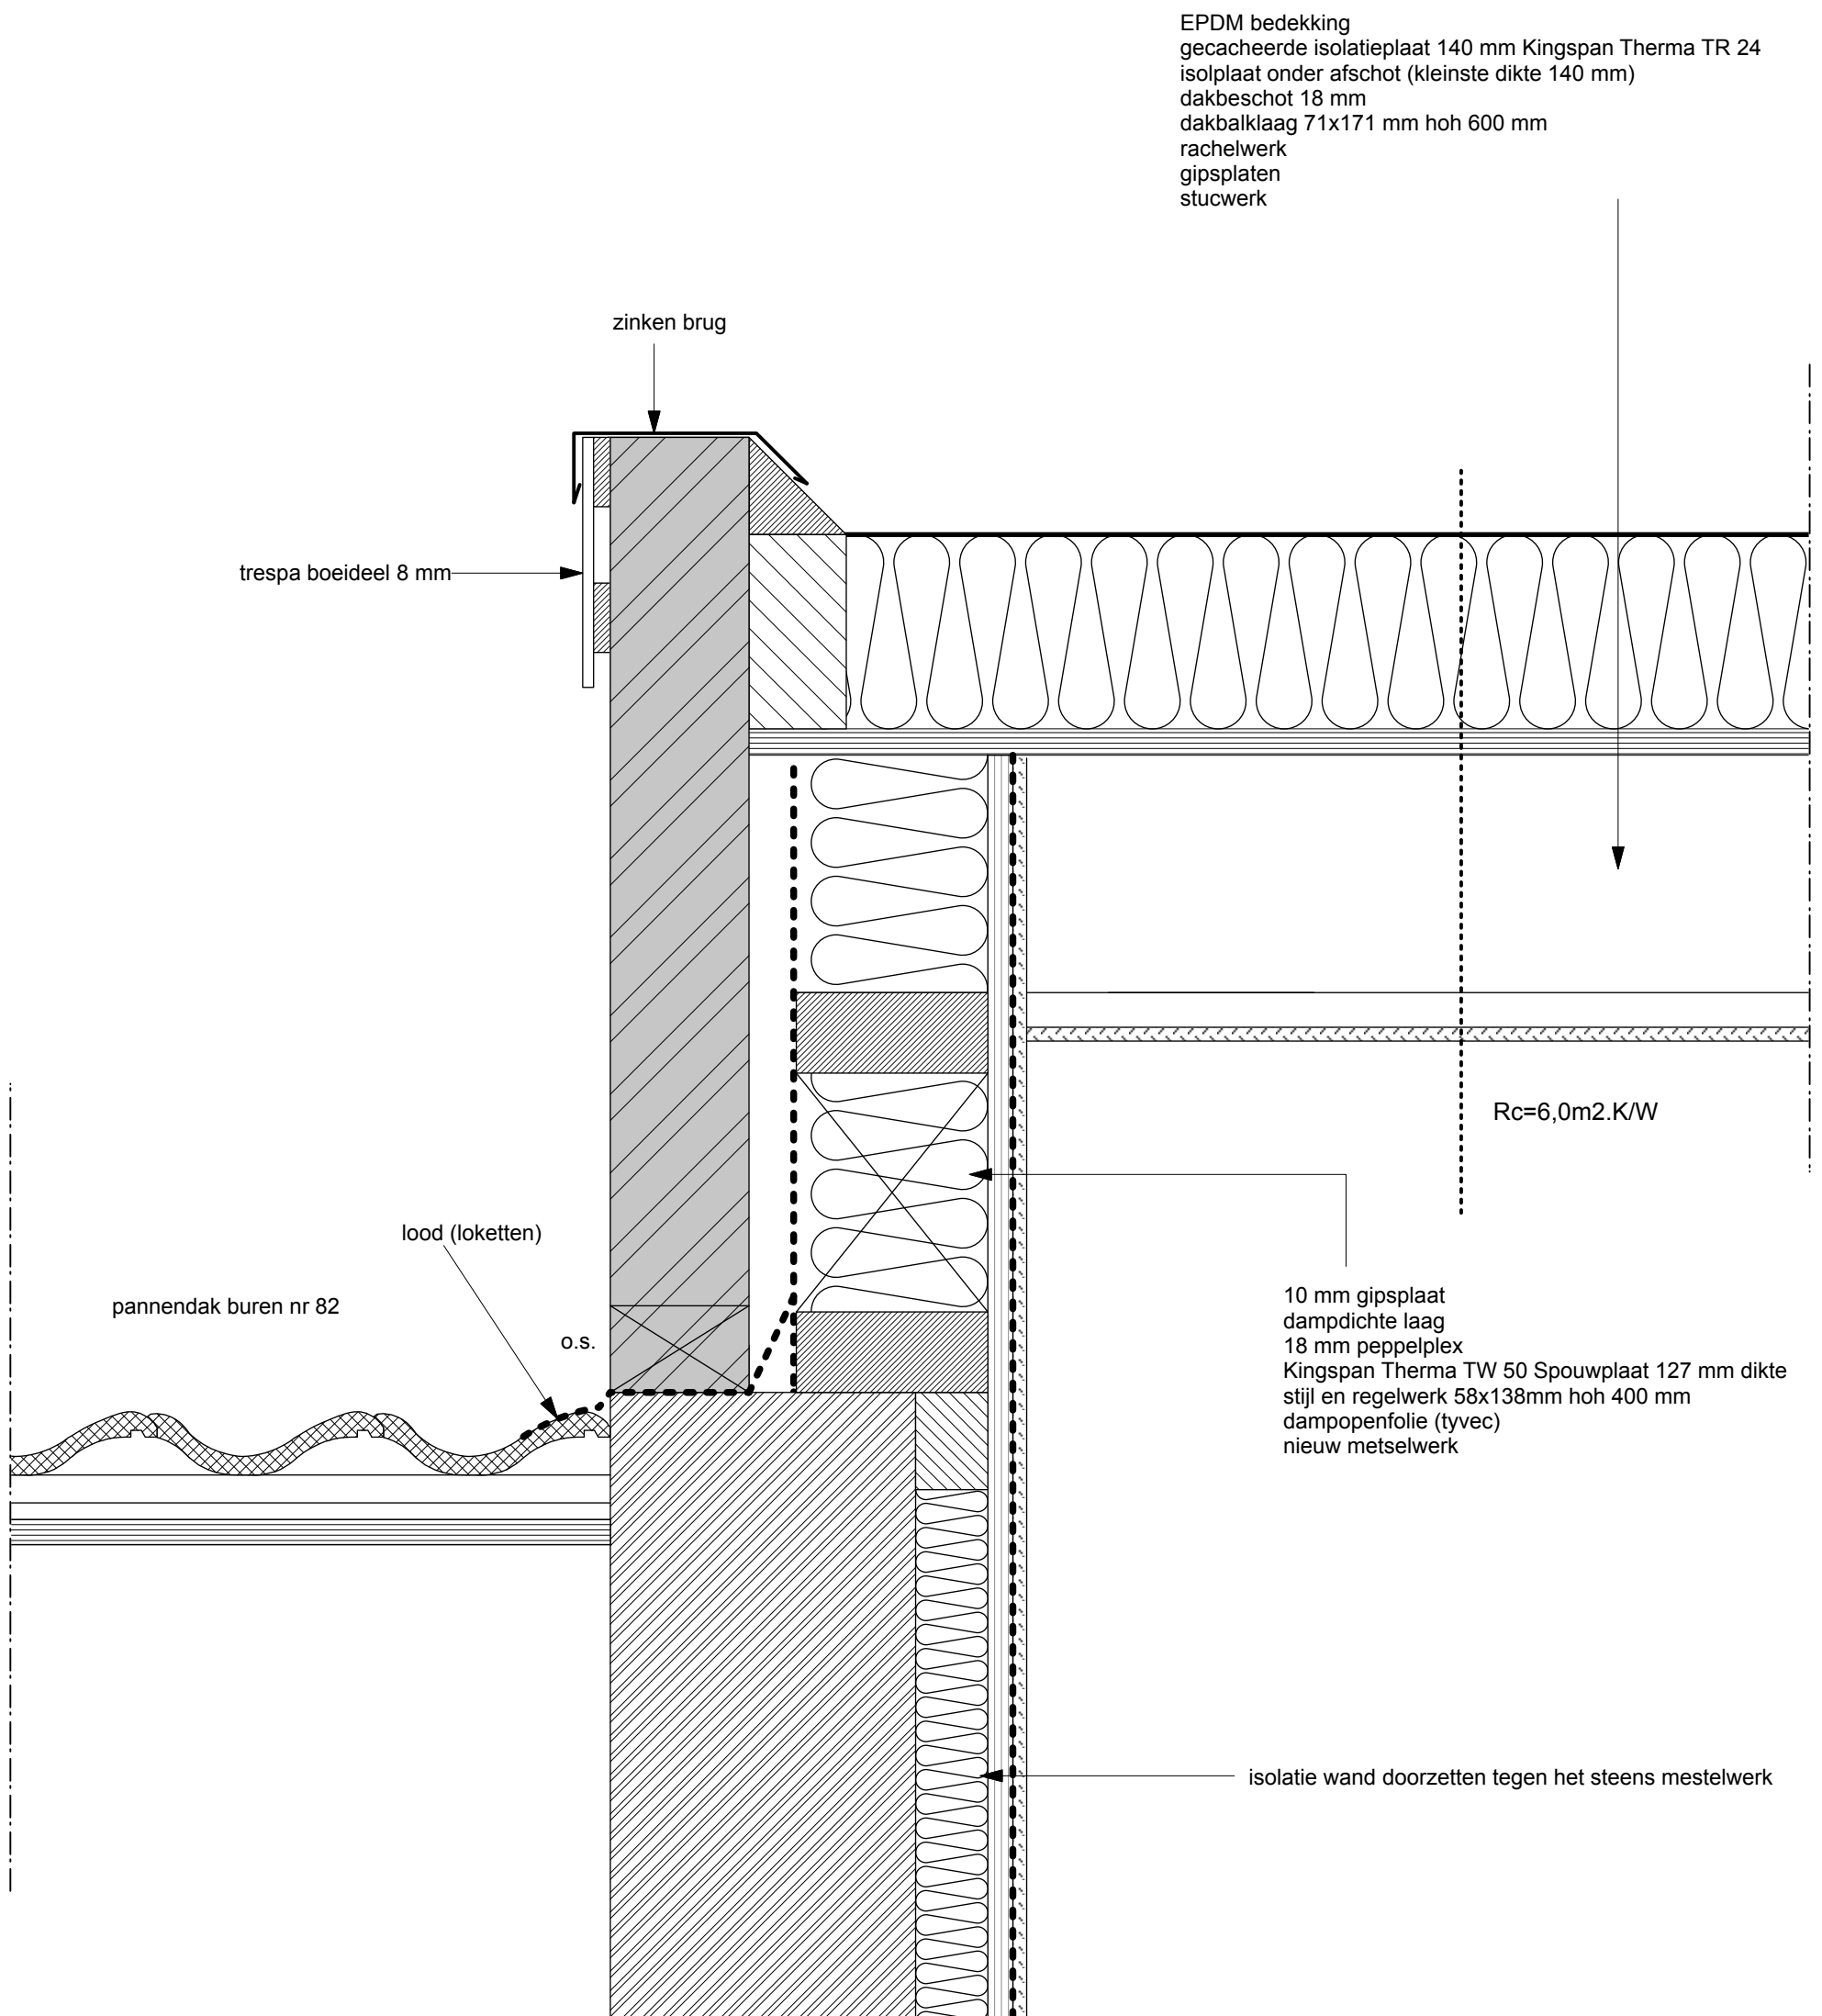 EPDM bedekking
gecacheerde isolatieplaat 140 mm Kingspan Therma TR 24
isolplaat onder afschot (kleinste dikte 140 mm)
dakbeschot 18 mm
dakbalklaag 71x171 mm hoh 600 mm
rachelwerk
gipsplaten
stucwerk
zinken brug
trespa boeideel 8 mm
Rc=6,0m2.K/W
lood (loketten)
pannendak buren nr 82
o.s.
10 mm gipsplaat
dampdichte laag
18 mm peppelplex
Kingspan Therma TW 50 Spouwplaat 127 mm dikte
stijl en regelwerk 58x138mm hoh 400 mm
dampopenfolie (tyvec)
nieuw metselwerk
isolatie wand doorzetten tegen het steens mestelwerk